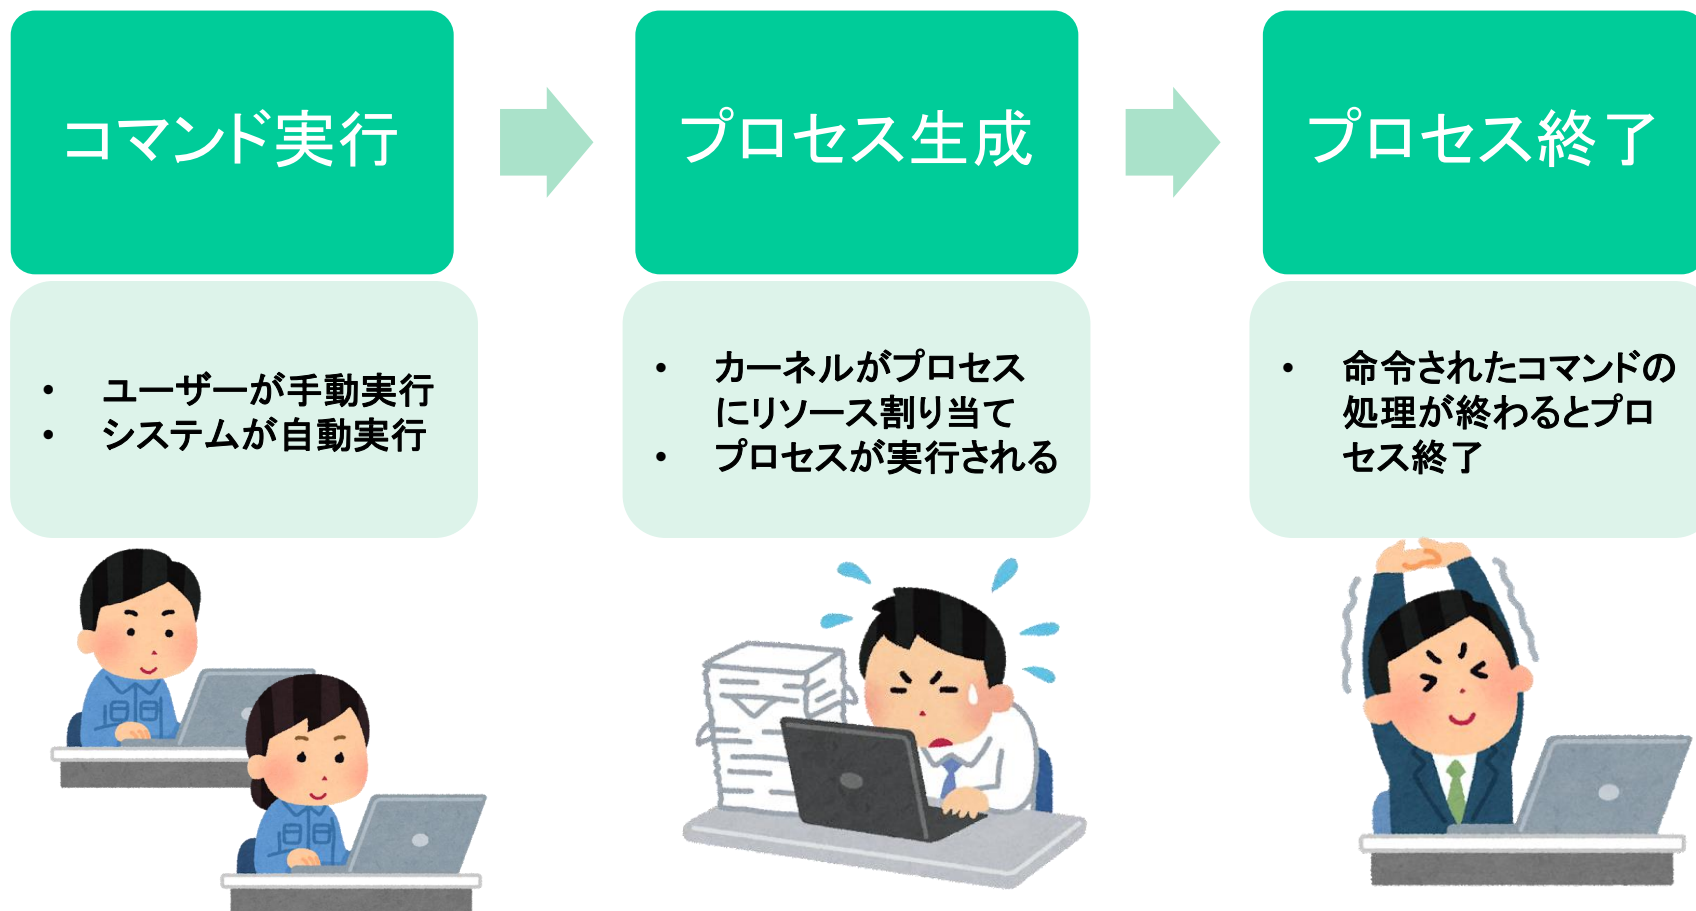 コマンド実行
プロセス生成
プロセス終了
• ユーザーが手動実行
• システムが自動実行
• カーネルがプロセス
にリソース割り当て
• プロセスが実行される
• 命令されたコマンドの
処理が終わるとプロ
セス終了